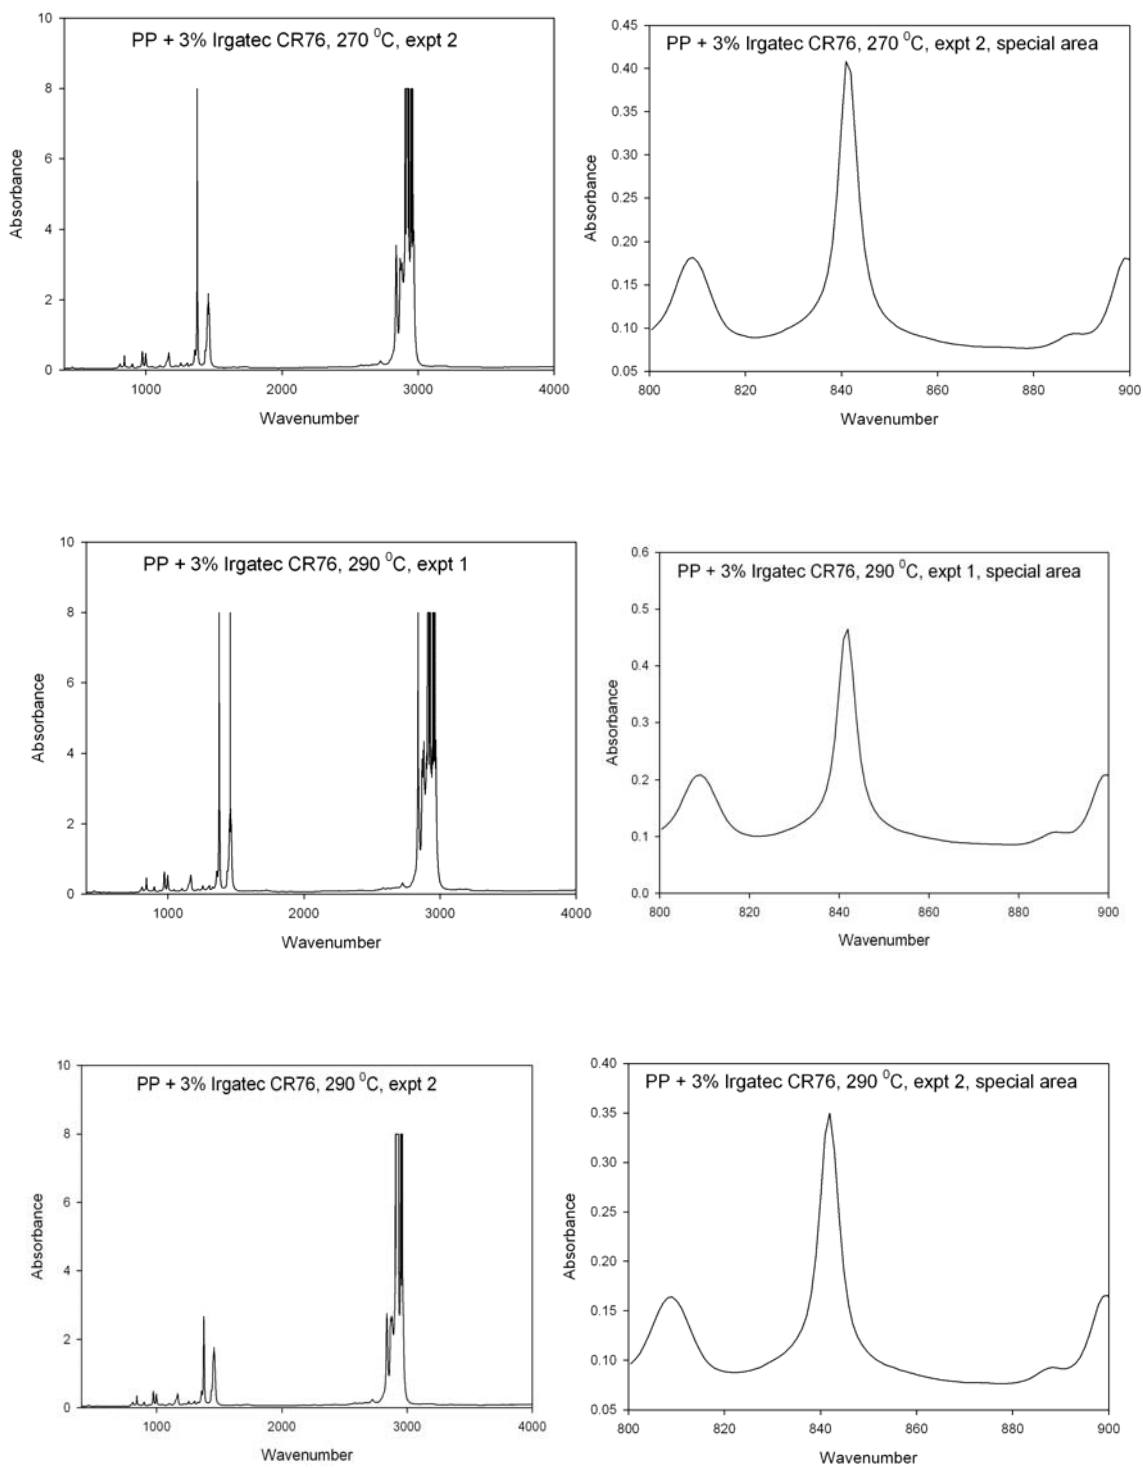 PP + 3% Irgatec CR76, 270 ⁰C, expt 2
Absorbance
10
8
6
4
2
0
1000 2000 3000 4000
Wavenumber
PP + 3% Irgatec CR76, 270 ⁰C, expt 2, special area
Absorbance
0.45
0.40
0.35
0.30
0.25
0.20
0.15
0.10
0.05
800 820 840 860 880 900
Wavenumber
PP + 3% Irgatec CR76, 290 ⁰C, expt 1
Absorbance
10
8
6
4
2
0
1000 2000 3000 4000
Wavenumber
PP + 3% Irgatec CR76, 290 ⁰C, expt 1, special area
Absorbance
0.6
0.5
0.4
0.3
0.2
0.1
0.0
800 820 840 860 880 900
Wavenumber
PP + 3% Irgatec CR76, 290 ⁰C, expt 2
Absorbance
10
8
6
4
2
0
1000 2000 3000 4000
Wavenumber
PP + 3% Irgatec CR76, 290 ⁰C, expt 2, special area
Absorbance
0.40
0.35
0.30
0.25
0.20
0.15
0.10
0.05
800 820 840 860 880 900
Wavenumber